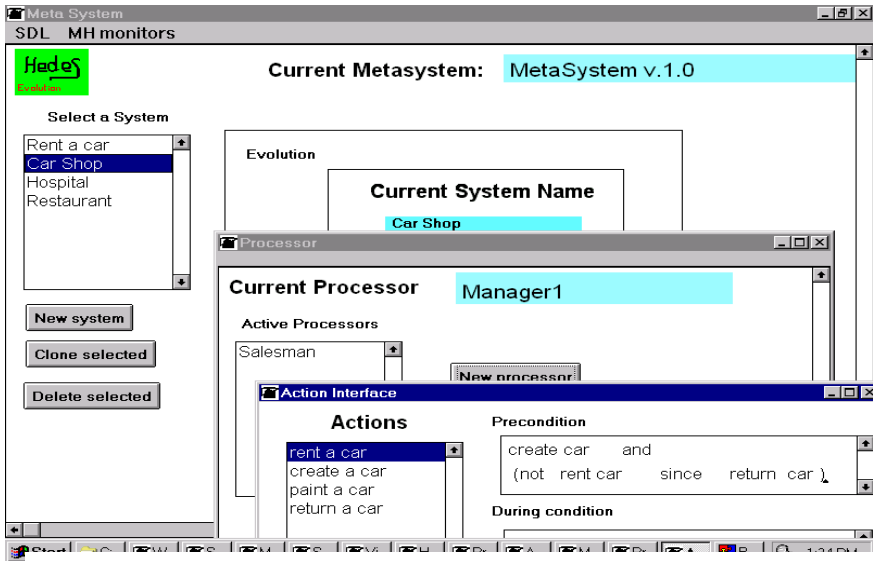 Meta System
SDL MH monitors
Hades
Evolution
Current Metasystem: MetaSystem v.1.0
Select a System
Rent a car
Car Shop
Hospital
Restaurant
Evolution
Current System Name
Car Shop
New system
Clone selected
Delete selected
Processor
Current Processor Manager1
Active Processors
Salesman
New processor
Action Interface
Actions
rent a car
create a car
paint a car
return a car
Precondition
create car and
(not rent car since return car )
During condition
Start